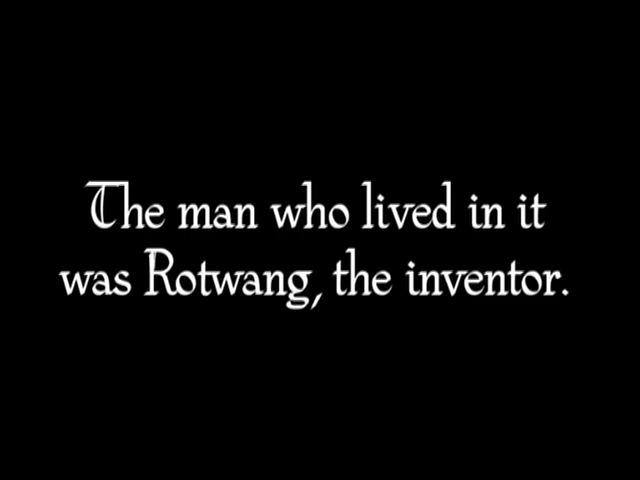 The man who lived in it
was Rotwang, the inventor.